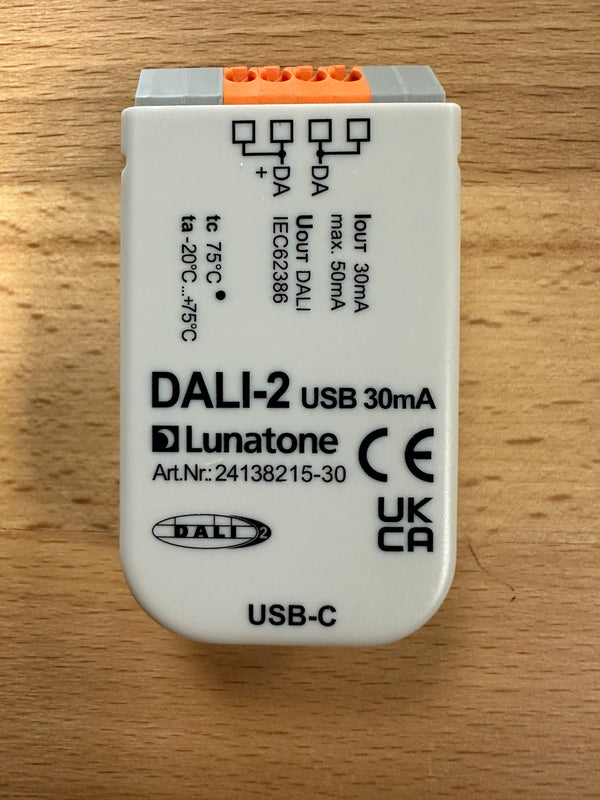 DA
DA
+
IOUT 30mA
max. 50mA
UOUT DALI
IEC62386
tc 75°C ●
ta -20°C...+75°C
DALI-2 USB 30mA
Lunatone
Art.Nr.: 24138215-30
CE
UK
CA
DALI 2
USB-C